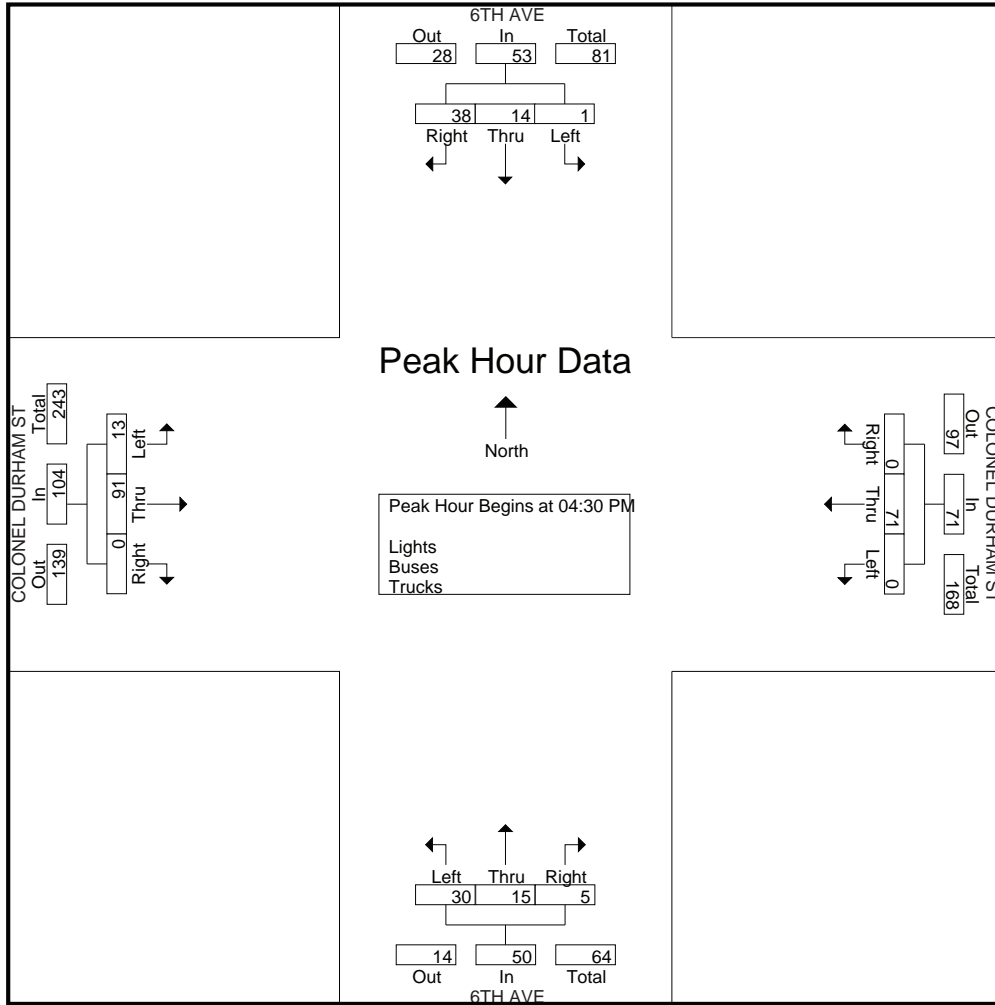 6TH AVE
Out In Total
28 53 81
38 14 1
Right Thru Left
Peak Hour Data
North
Peak Hour Begins at 04:30 PM
Lights
Buses
Trucks
COLONEL DURHAM ST
Total In Out
243 104 139
13 91 0
Left Thru Right
COLONEL DURHAM ST
Out In Total
97 71 168
0 71 0
Right Thru Left
Left Thru Right
30 15 5
14 50 64
Out In Total
6TH AVE